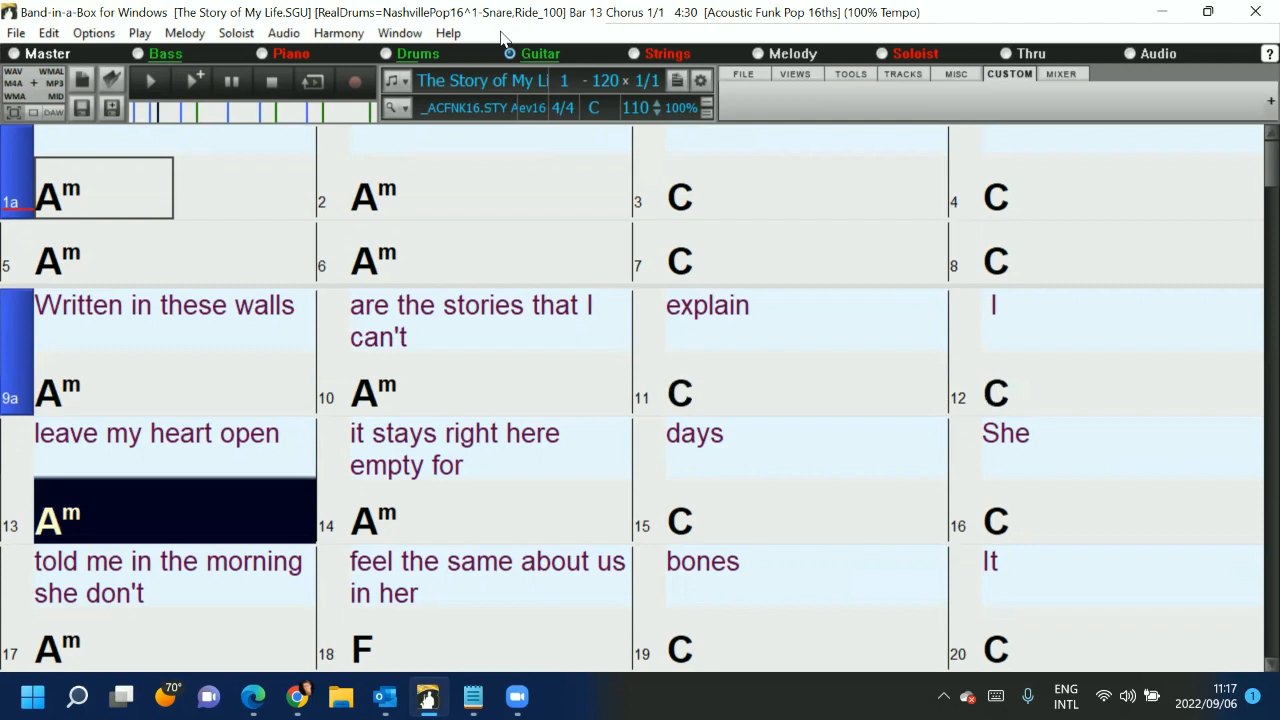 Band-in-a-Box for Windows [The Story of My Life.SGU] [RealDrums=NashvillePop16^1-Snare,Ride_100] Bar 13 Chorus 1/1 4:30 [Acoustic Funk Pop 16ths] (100% Tempo)
File Edit Options Play Melody Soloist Audio Harmony Window Help
Master Bass Piano Drums Guitar Strings Melody Soloist Thru Audio ?
WAV WMAL
M4A + MP3
WMA MID
DAW
The Story of My Li 1 - 120 x 1/1
_ACFNK16.STY Aev16 4/4 C 110 100%
FILE VIEWS TOOLS TRACKS MISC CUSTOM MIXER
+
1a Am 2 Am 3 C 4 C
5 Am 6 Am 7 C 8 C
Written in these walls are the stories that I explain I
can't
9a Am 10 Am 11 C 12 C
leave my heart open it stays right here days She
empty for
13 Am 14 Am 15 C 16 C
told me in the morning feel the same about us bones It
she don't in her
17 Am 18 F 19 C 20 C
70°
ENG
INTL
11:17
2022/09/06
1